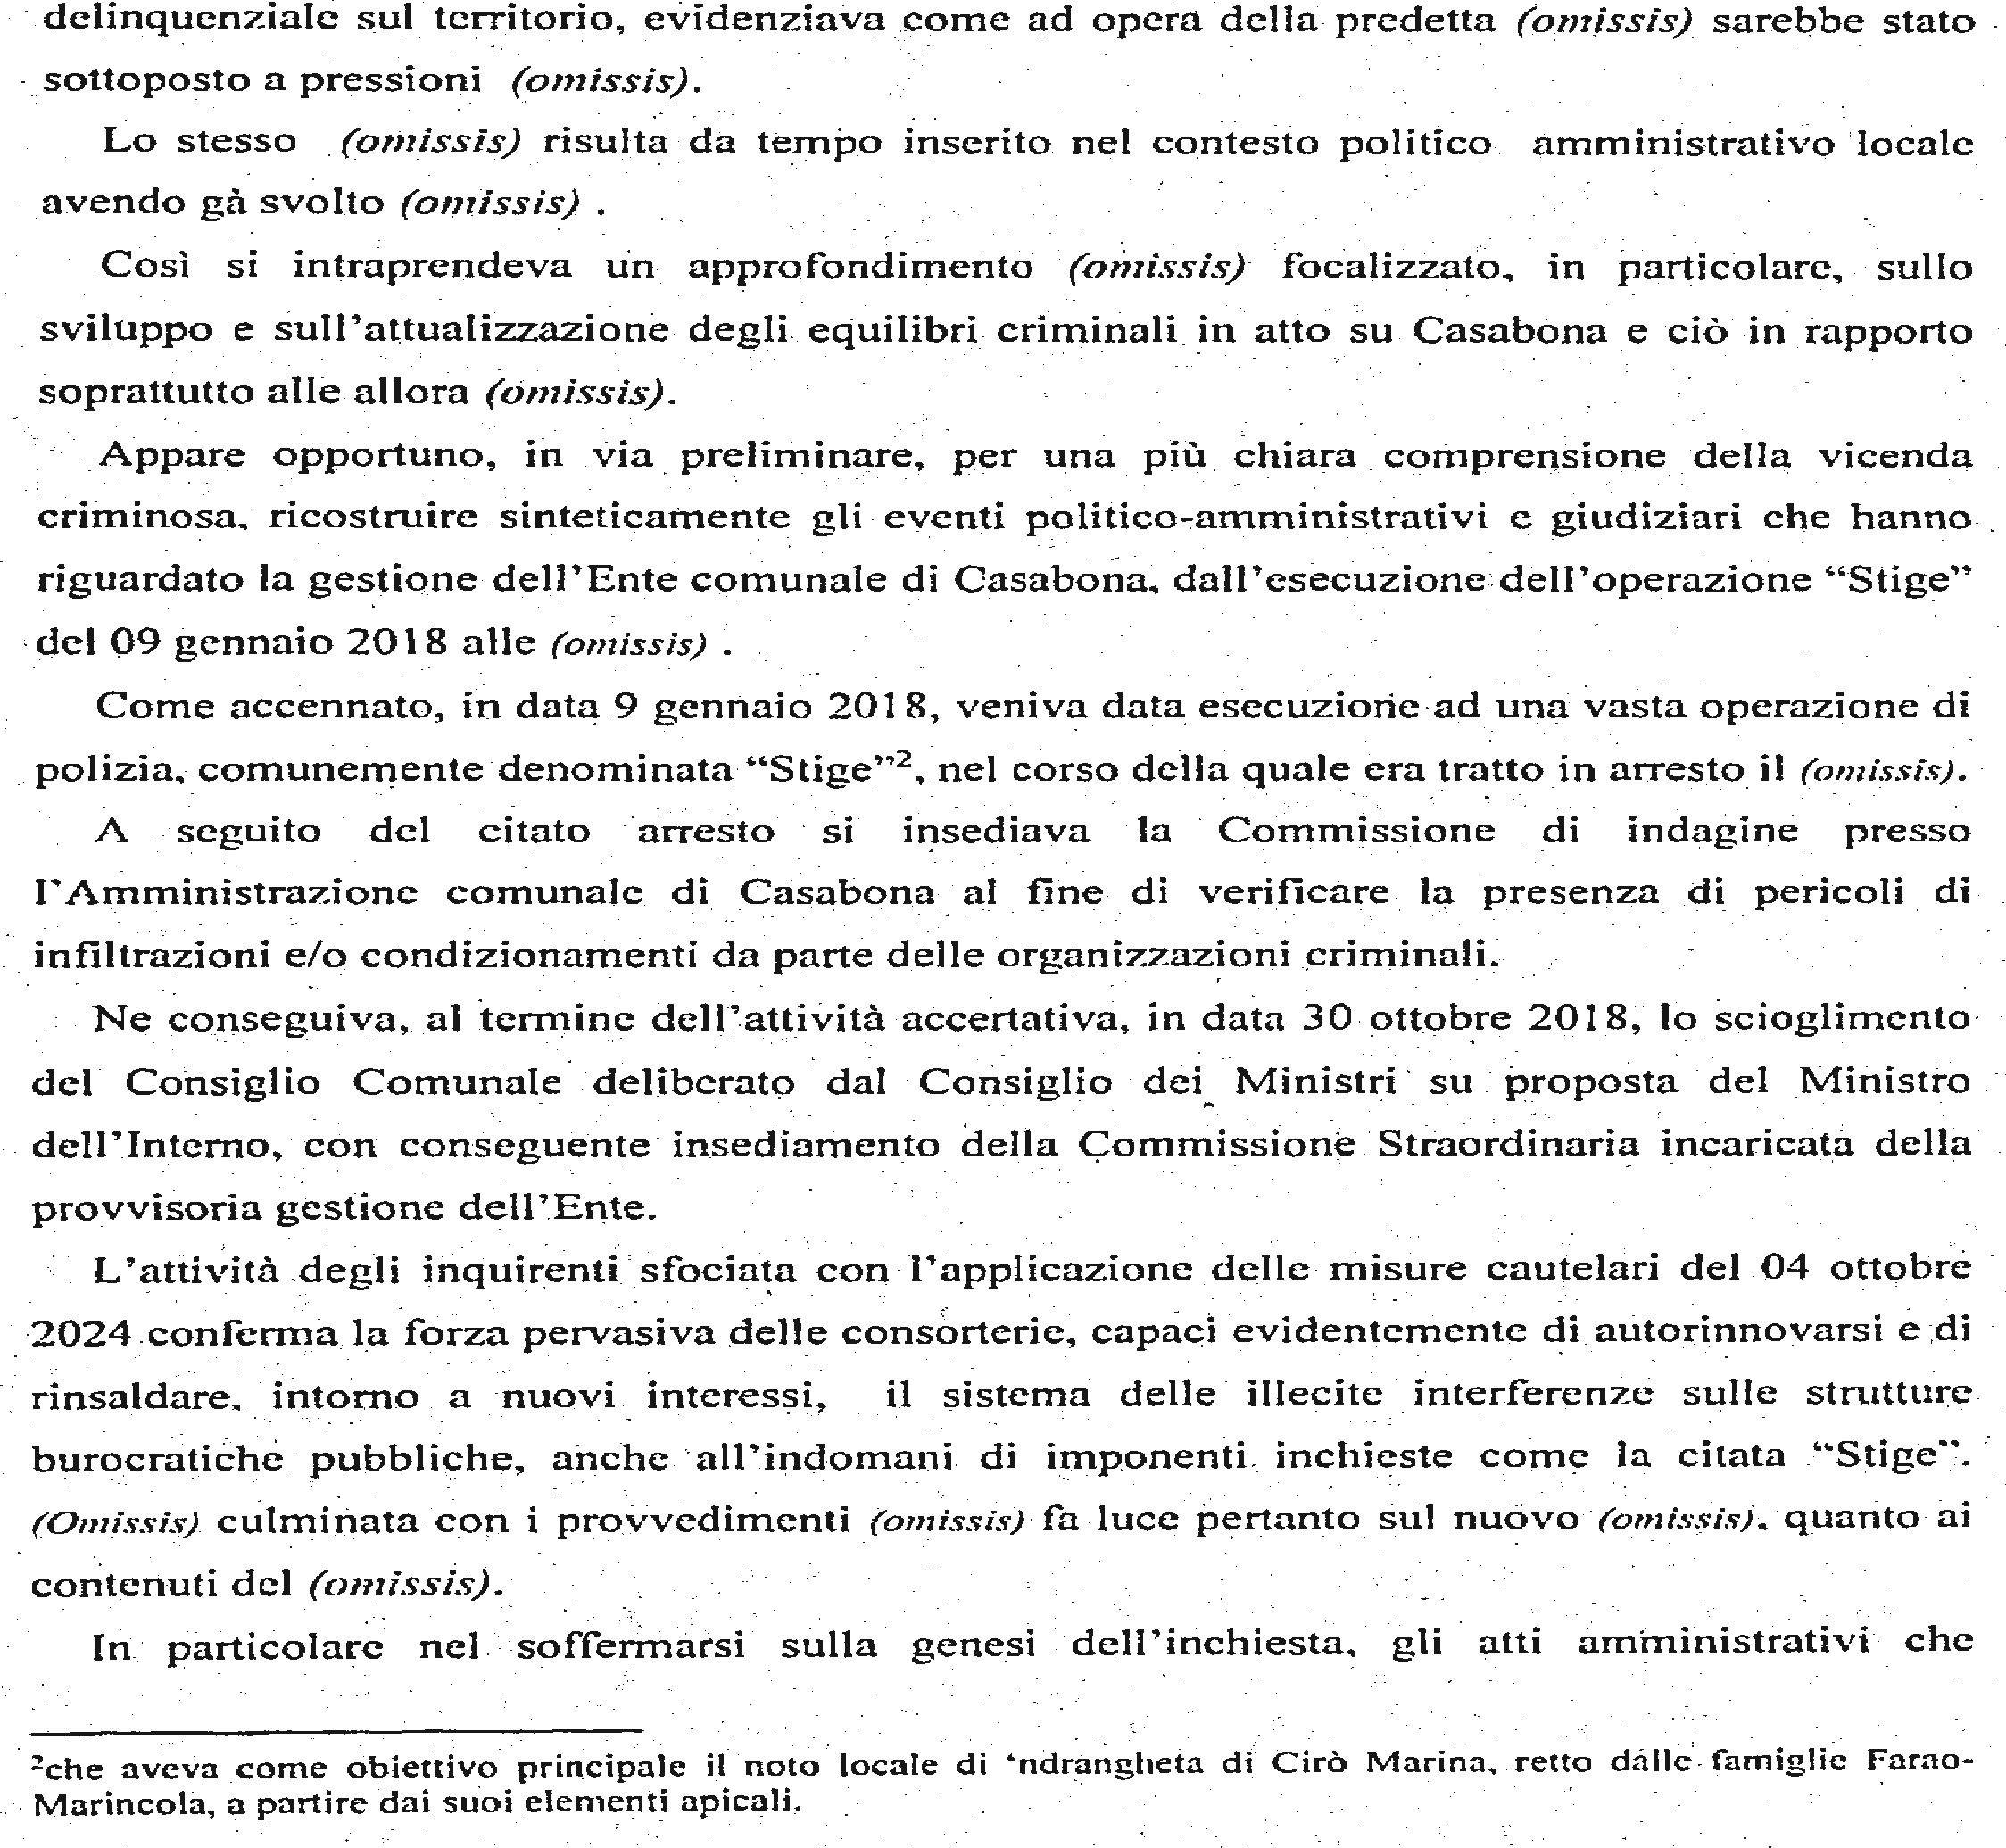 delinquenziale sul territorio, evidenziava come ad opera della predetta (omissis) sarebbe stato
sottoposto a pressioni (omissis).
Lo stesso (omissis) risulta da tempo inserito nel contesto politico amministrativo locale
avendo gà svolto (omissis) .
Così si intraprendeva un approfondimento (omissis) focalizzato, in particolare, sullo
sviluppo e sull'attualizzazione degli equilibri criminali in atto su Casabona e ciò in rapporto
soprattutto alle allora (omissis).
Appare opportuno, in via preliminare, per una più chiara comprensione della vicenda
criminosa, ricostruire sinteticamente gli eventi politico-amministrativi e giudiziari che hanno
riguardato la gestione dell'Ente comunale di Casabona, dall'esecuzione dell'operazione “Stige”
del 09 gennaio 2018 alle (omissis) .
Come accennato, in data 9 gennaio 2018, veniva data esecuzione ad una vasta operazione di
polizia, comunemente denominata “Stige”², nel corso della quale era tratto in arresto il (omissis).
A seguito del citato arresto si insediava la Commissione di indagine presso
l'Amministrazione comunale di Casabona al fine di verificare la presenza di pericoli di
infiltrazioni e/o condizionamenti da parte delle organizzazioni criminali.
Ne conseguiva, al termine dell'attività accertativa, in data 30 ottobre 2018, lo scioglimento
del Consiglio Comunale deliberato dal Consiglio dei Ministri su proposta del Ministro
dell'Interno, con conseguente insediamento della Commissione Straordinaria incaricata della
provvisoria gestione dell'Ente.
L'attività degli inquirenti sfociata con l'applicazione delle misure cautelari del 04 ottobre
2024 conferma la forza pervasiva delle consorterie, capaci evidentemente di autorinnovarsi e di
rinsaldare, intorno a nuovi interessi, il sistema delle illecite interferenze sulle strutture
burocratiche pubbliche, anche all'indomani di imponenti inchieste come la citata “Stige”.
(Omissis) culminata con i provvedimenti (omissis) fa luce pertanto sul nuovo (omissis), quanto ai
contenuti del (omissis).
In particolare nel soffermarsi sulla genesi dell'inchiesta, gli atti amministrativi che
²che aveva come obiettivo principale il noto locale di ‘ndrangheta di Cirò Marina, retto dalle famiglie Farao-
Marincola, a partire dai suoi elementi apicali.